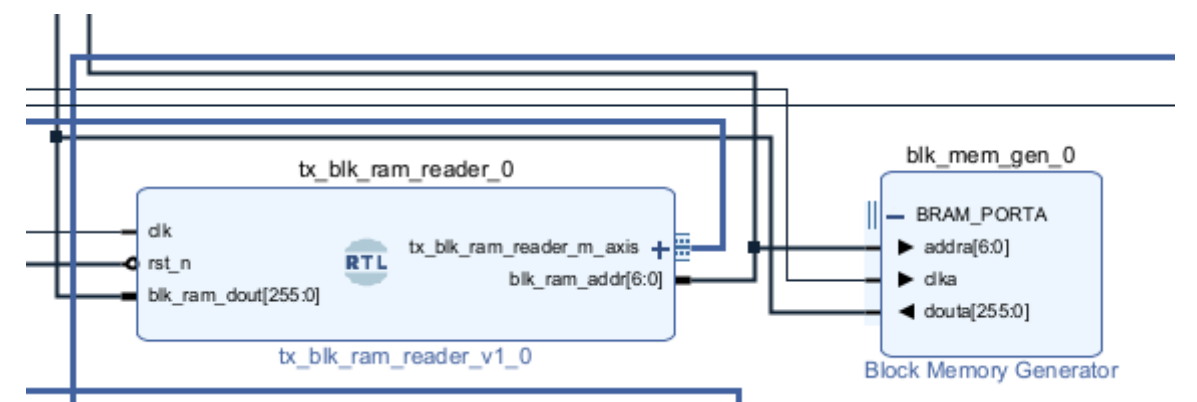 tx_blk_ram_reader_0
clk
rst_n
blk_ram_dout[255:0]
RTL
tx_blk_ram_reader_m_axis
blk_ram_addr[6:0]
tx_blk_ram_reader_v1_0
blk_mem_gen_0
BRAM_PORTA
addra[6:0]
clka
douta[255:0]
Block Memory Generator